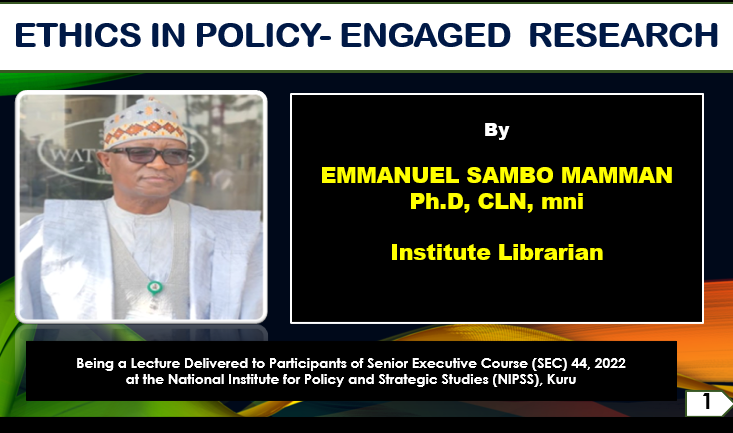 ETHICS IN POLICY- ENGAGED RESEARCH
By
EMMANUEL SAMBO MAMMAN
Ph.D, CLN, mni
Institute Librarian
Being a Lecture Delivered to Participants of Senior Executive Course (SEC) 44, 2022
at the National Institute for Policy and Strategic Studies (NIPSS), Kuru
1